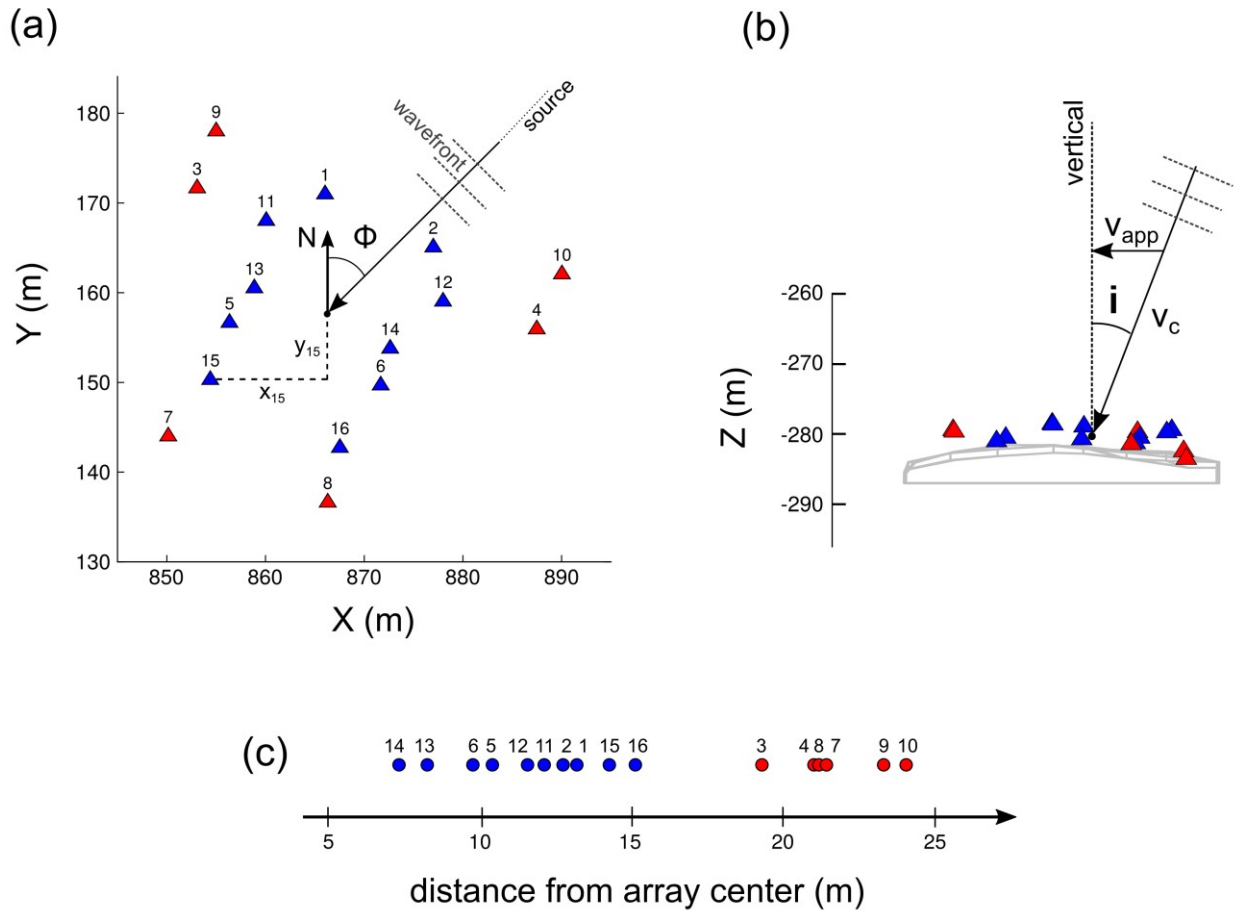 (a)
(b)
180
170
160
150
140
130
Y (m)
850
860
870
880
890
X (m)
9
3
1
11
2
10
13
12
5
4
14
15
6
7
16
8
N
Φ
wavefront
source
y15
x15
vertical
vapp
i
vc
-260
-270
-280
-290
Z (m)
(c)
14 13 6 5 12 11 2 1 15 16 3 4 8 7 9 10
5 10 15 20 25
distance from array center (m)